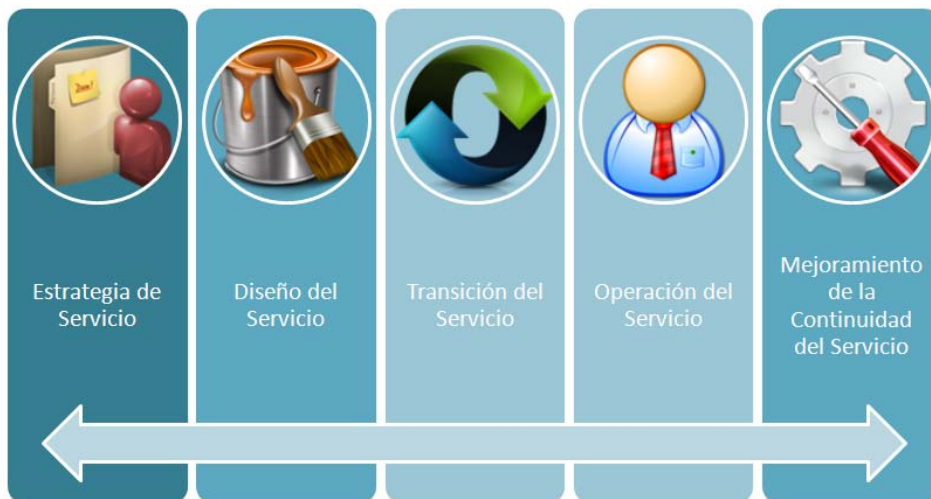 Estrategia de
Servicio
Diseño del
Servicio
Transición del
Servicio
Operación del
Servicio
Mejoramiento
de la
Continuidad
del Servicio